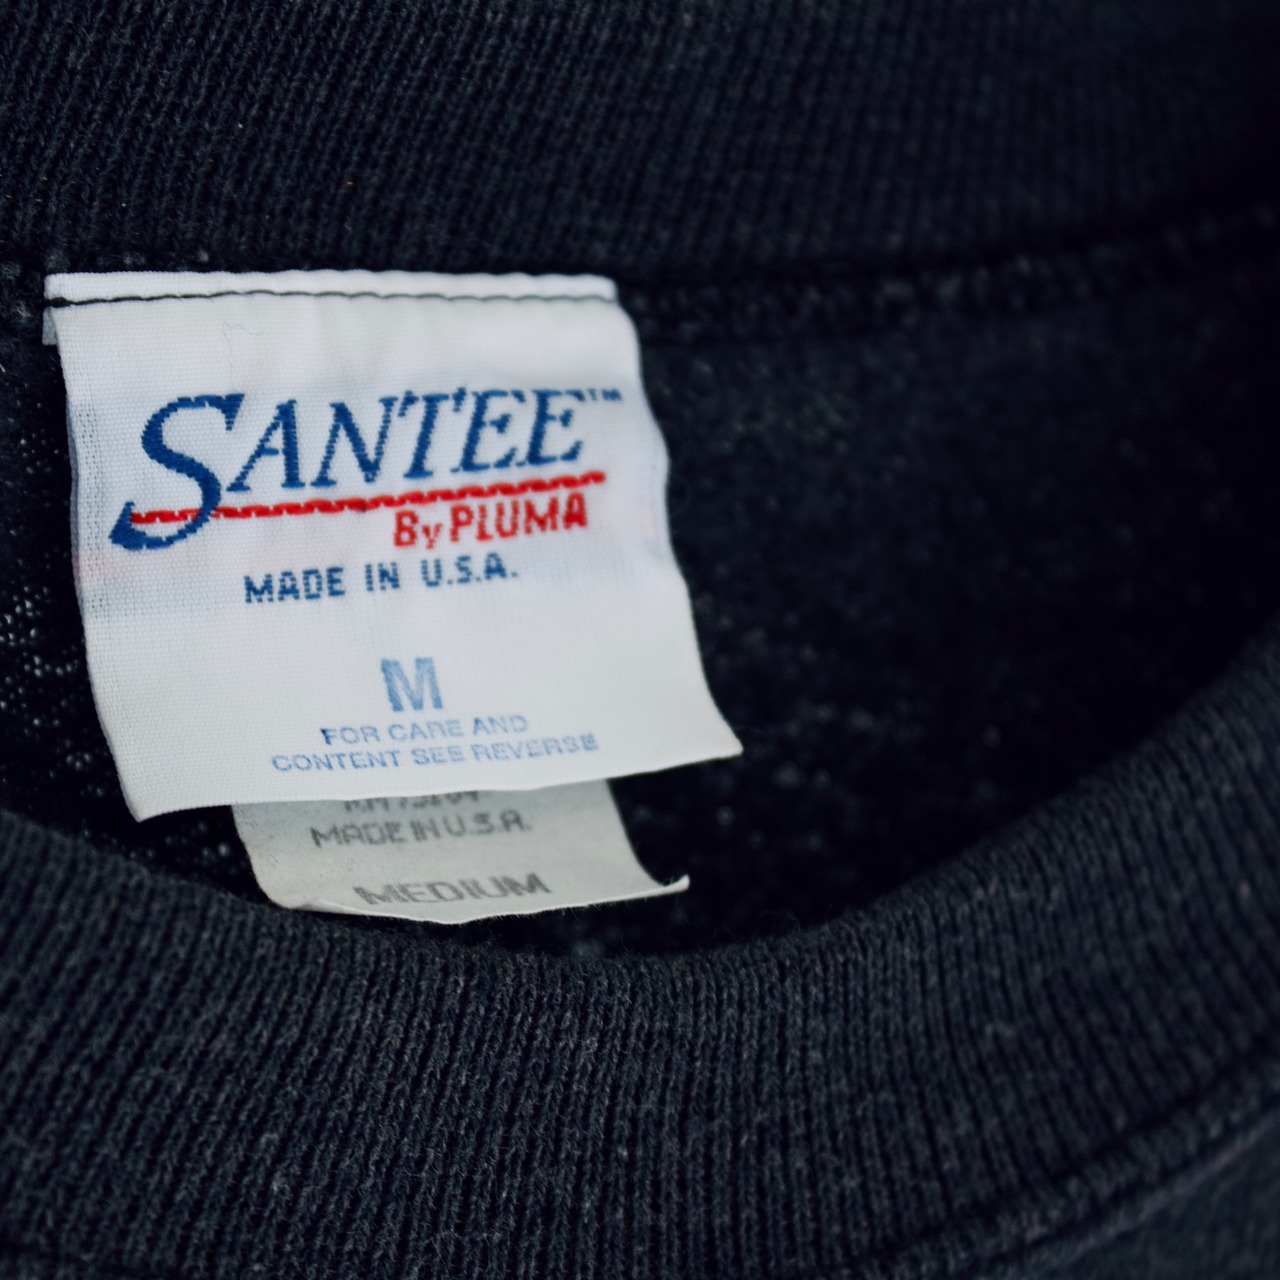 SANTEE™
By PLUMA
MADE IN U.S.A.
M
FOR CARE AND
CONTENT SEE REVERSE
MADE IN U.S.A.
MEDIUM